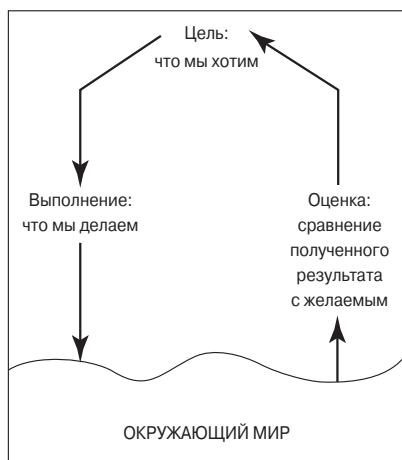 Цель:
что мы хотим
Выполнение:
что мы делаем
Оценка:
сравнение
полученного
результата
с желаемым
ОКРУЖАЮЩИЙ МИР